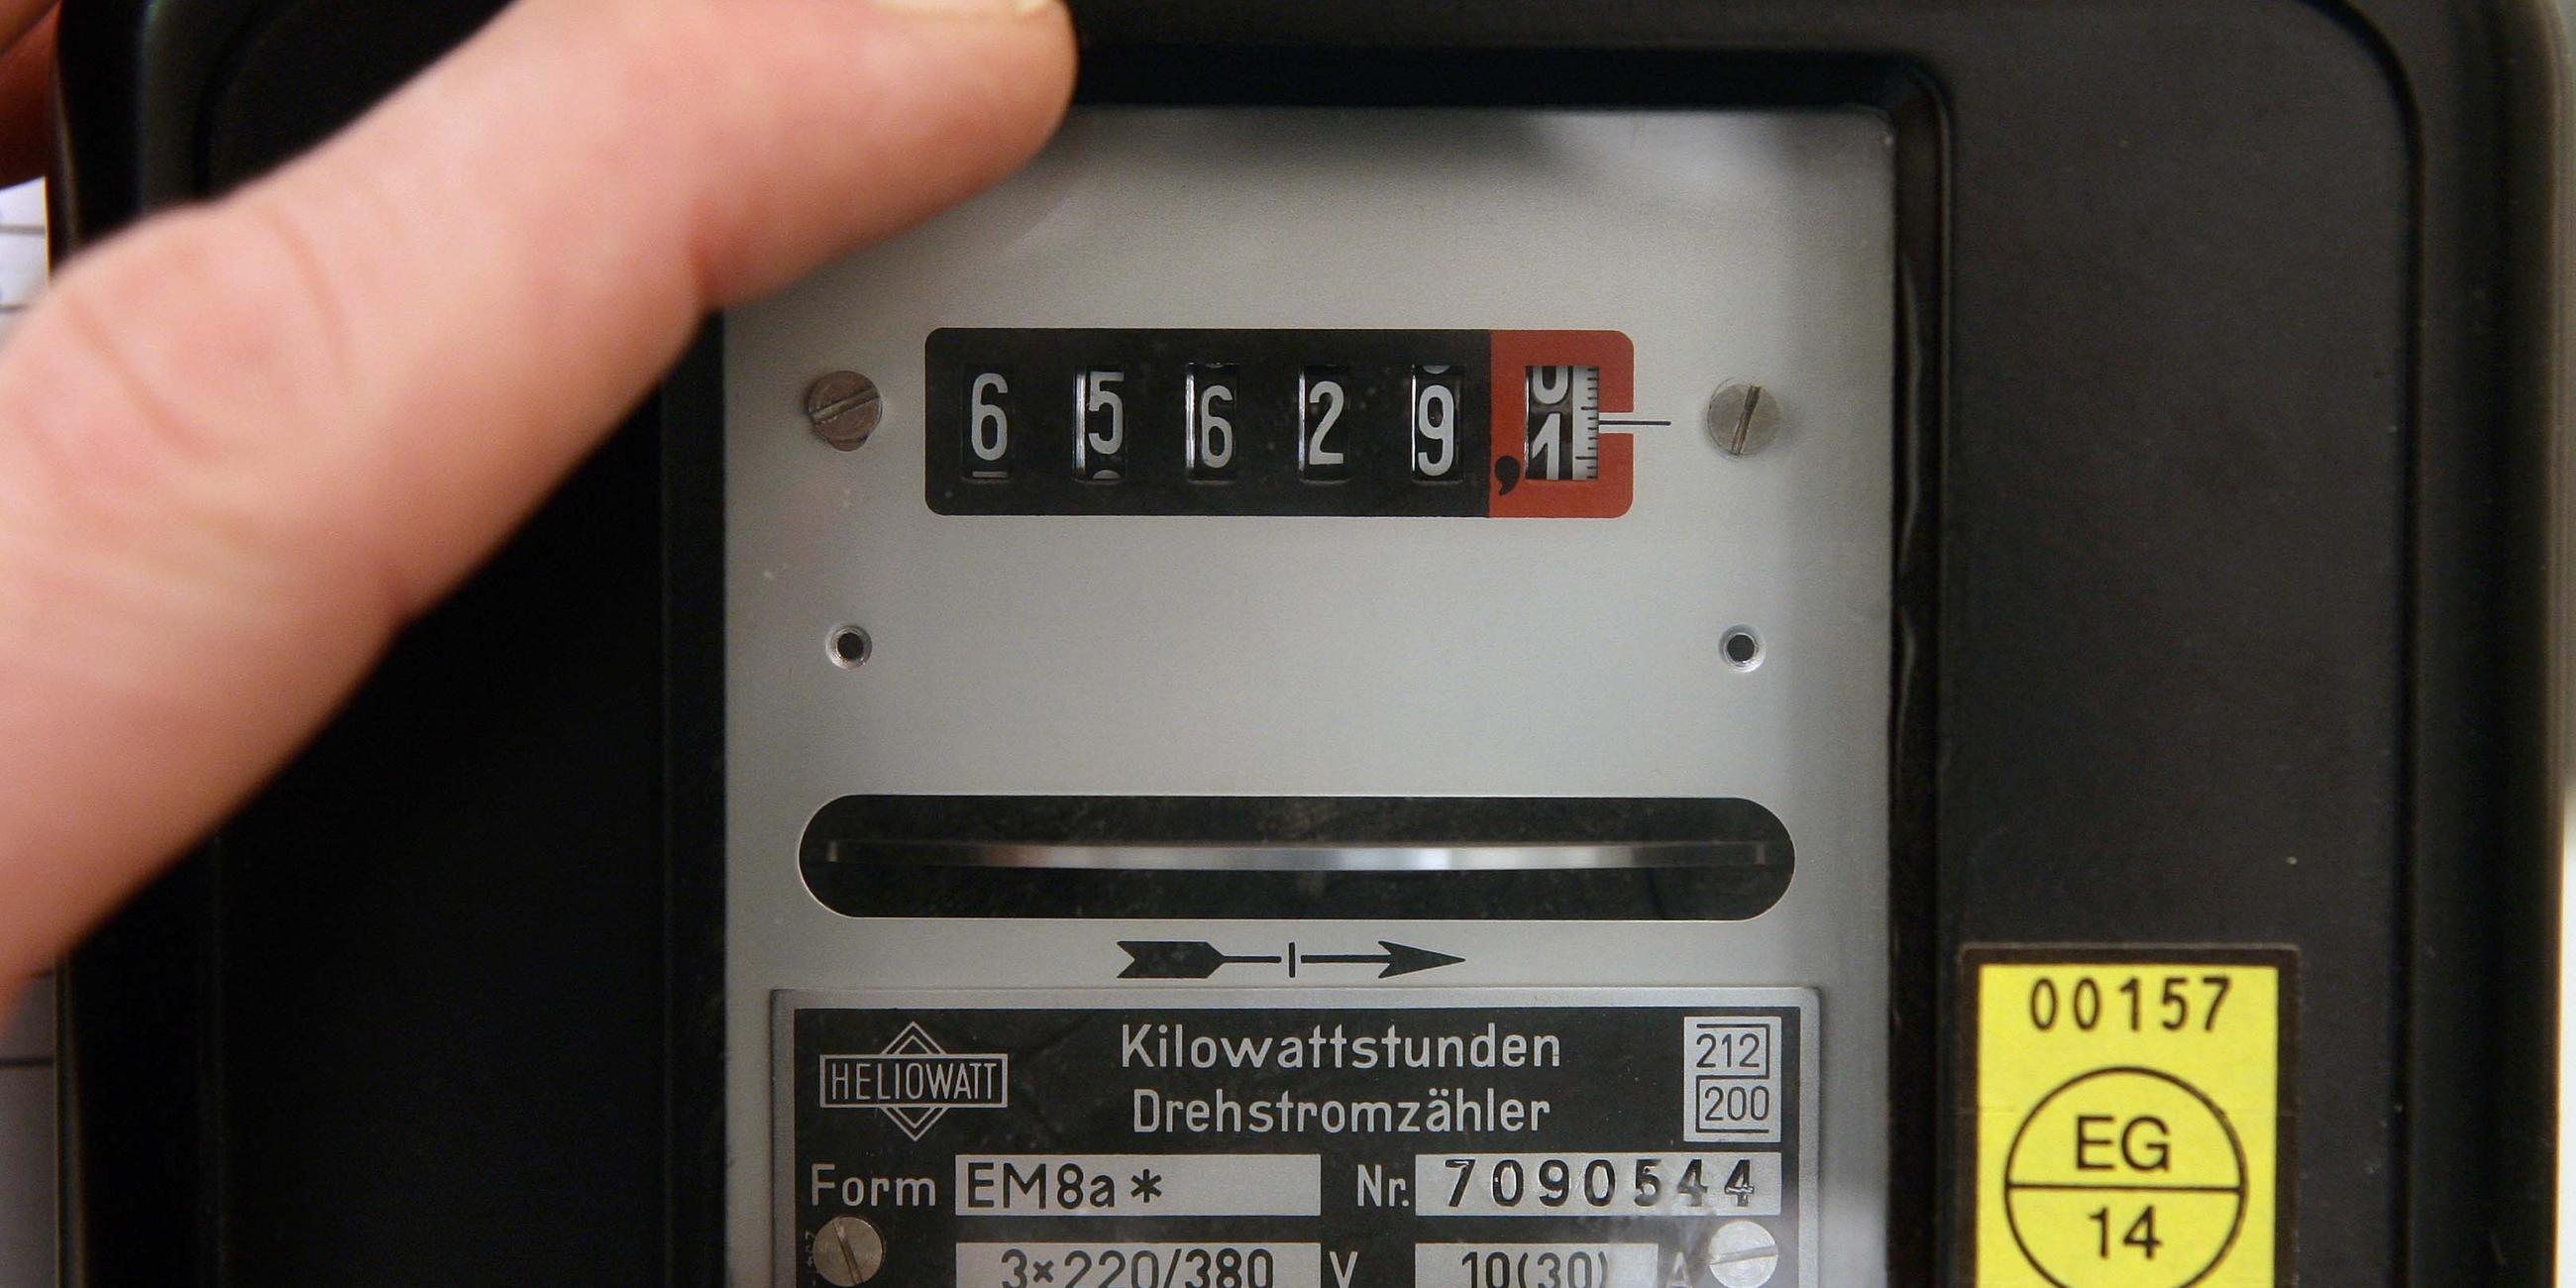 65629,1
00157
HELIOWATT
Kilowattstunden
Drehstromzähler
212
200
EG
14
Form EM8a* Nr. 7090544
3×220/380 V 10(30) A